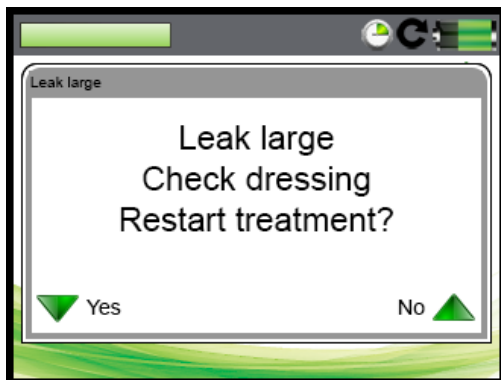 Leak large
Leak large
Check dressing
Restart treatment?
Yes
No